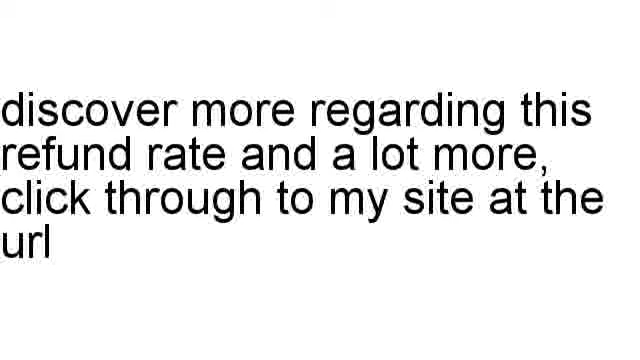 discover more regarding this
refund rate and a lot more,
click through to my site at the
url